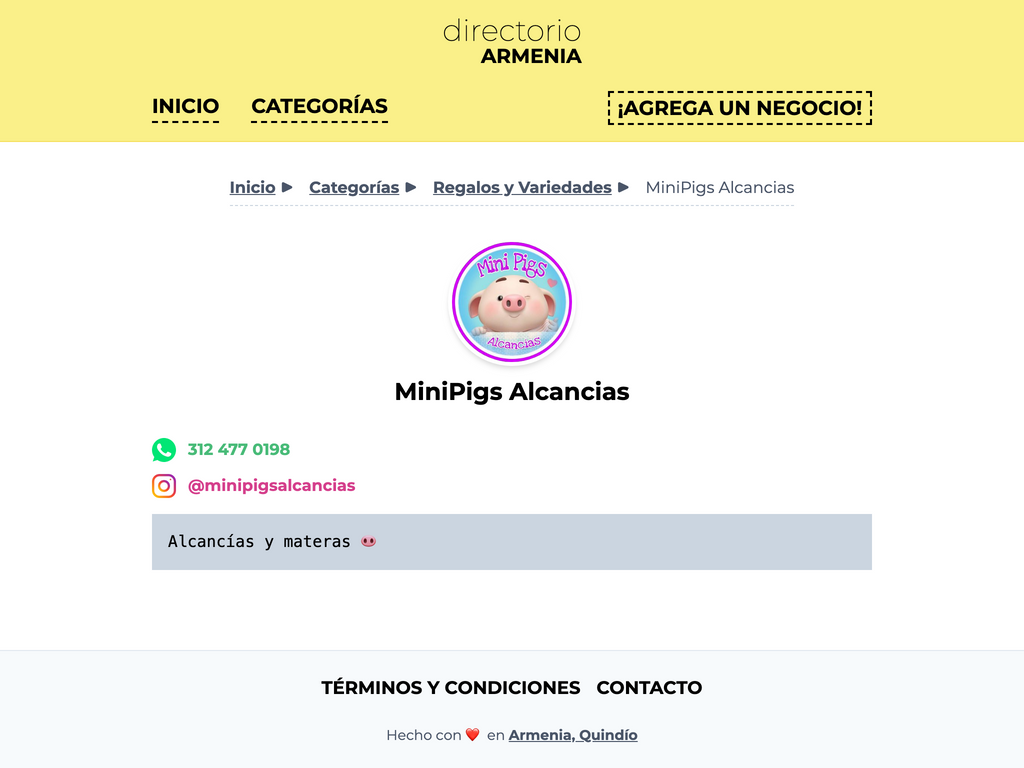 directorio
ARMENIA
INICIO CATEGORÍAS ¡AGREGA UN NEGOCIO!
Inicio ▶ Categorías ▶ Regalos y Variedades ▶ MiniPigs Alcancias
Mini Pigs
Alcancias
MiniPigs Alcancias
312 477 0198
@minipigsalcancias
Alcancías y materas 🐽
TÉRMINOS Y CONDICIONES CONTACTO
Hecho con ❤️ en Armenia, Quindío